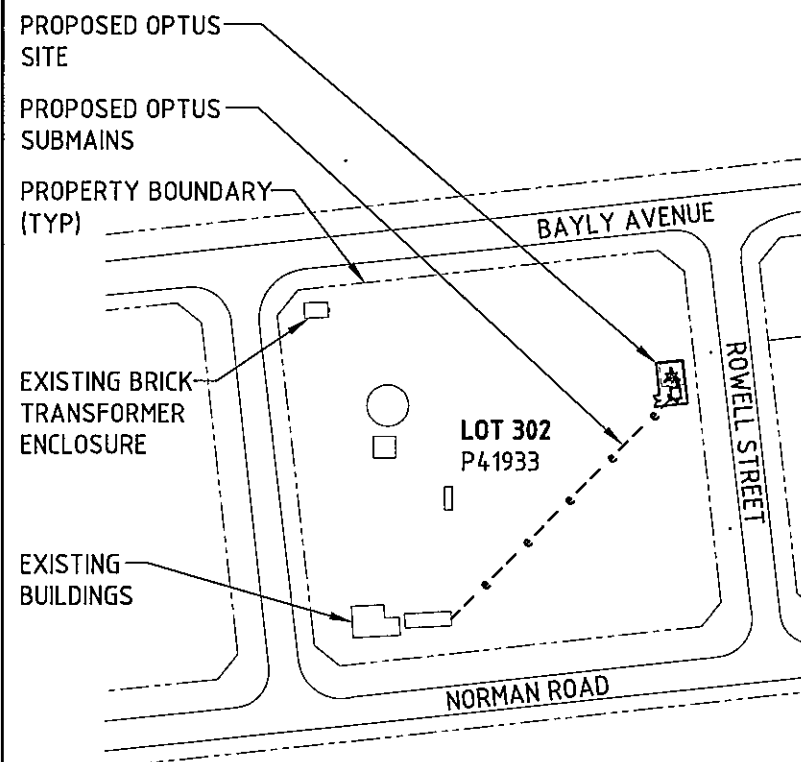 PROPOSED OPTUS
SITE
PROPOSED OPTUS
SUBMAINS
PROPERTY BOUNDARY
(TYP)
BAYLY AVENUE
ROWELL STREET
EXISTING BRICK
TRANSFORMER
ENCLOSURE
LOT 302
P41933
EXISTING
BUILDINGS
NORMAN ROAD